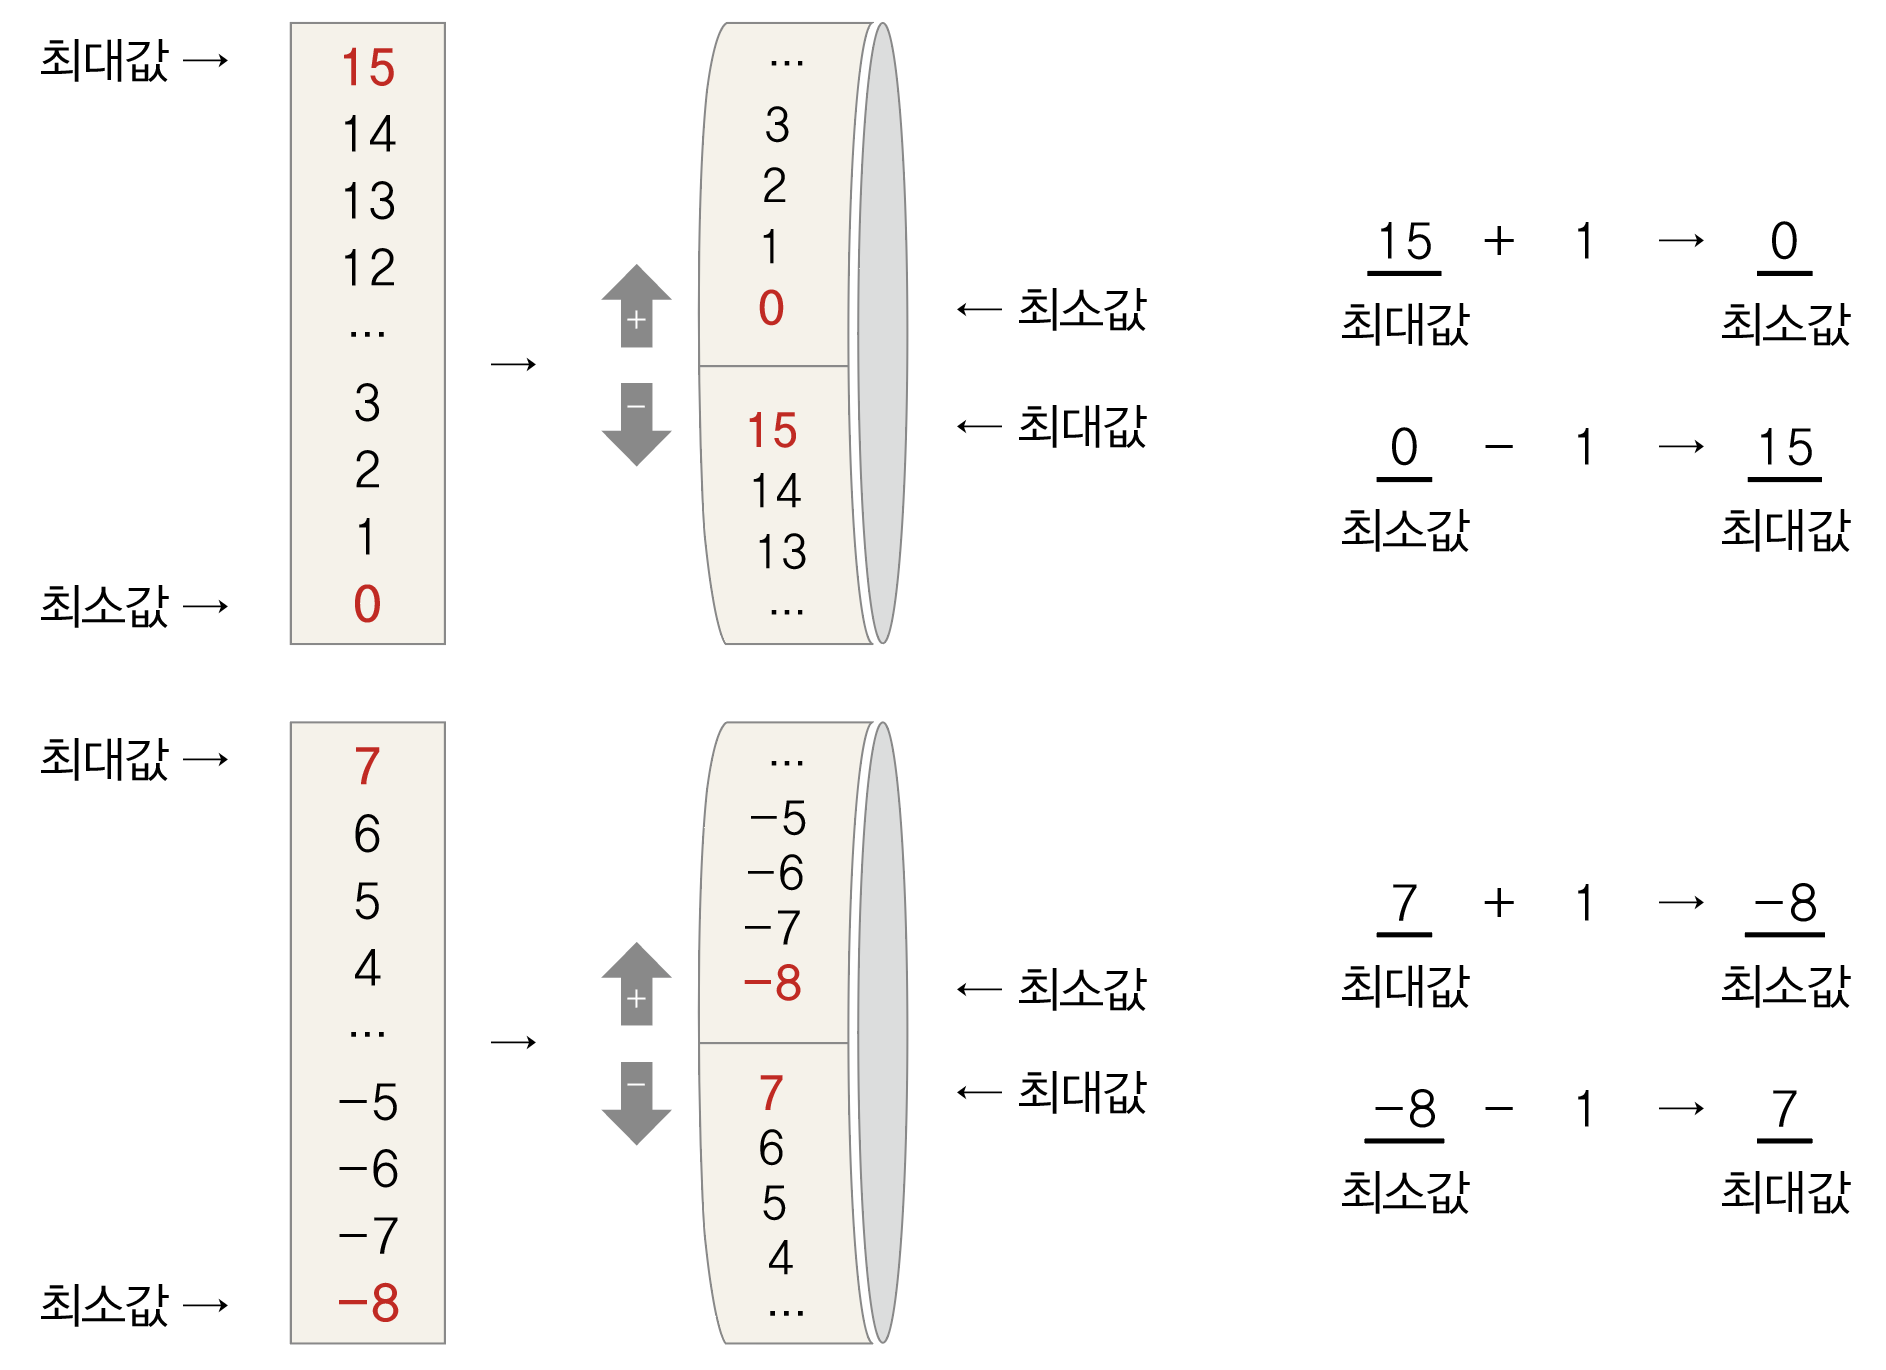 최대값 →
15
14
13
12
...
3
2
1
최소값 → 0
→
+
−
...
3
2
1
0 ← 최소값
15 ← 최대값
14
13
...
15 + 1 → 0
최대값 최소값
0 − 1 → 15
최소값 최대값
최대값 → 7
6
5
4
...
−5
−6
−7
최소값 → −8
→
+
−
...
−5
−6
−7
−8 ← 최소값
7 ← 최대값
6
5
4
...
7 + 1 → −8
최대값 최소값
−8 − 1 → 7
최소값 최대값